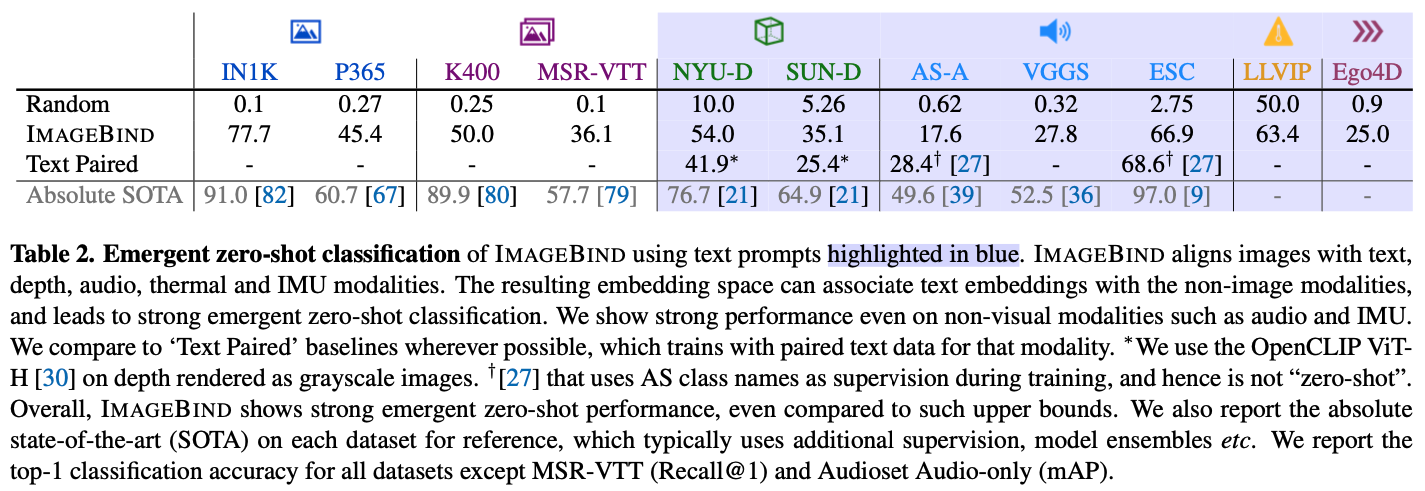 IN1K P365 K400 MSR-VTT NYU-D SUN-D AS-A VGGS ESC LLVIP Ego4D
Random 0.1 0.27 0.25 0.1 10.0 5.26 0.62 0.32 2.75 50.0 0.9
IMAGEBIND 77.7 45.4 50.0 36.1 54.0 35.1 17.6 27.8 66.9 63.4 25.0
Text Paired - - - - 41.9* 25.4* 28.4† [27] - 68.6† [27] - -
Absolute SOTA 91.0 [82] 60.7 [67] 89.9 [80] 57.7 [79] 76.7 [21] 64.9 [21] 49.6 [39] 52.5 [36] 97.0 [9] - -
Table 2. Emergent zero-shot classification of IMAGEBIND using text prompts highlighted in blue. IMAGEBIND aligns images with text,
depth, audio, thermal and IMU modalities. The resulting embedding space can associate text embeddings with the non-image modalities,
and leads to strong emergent zero-shot classification. We show strong performance even on non-visual modalities such as audio and IMU.
We compare to ‘Text Paired’ baselines wherever possible, which trains with paired text data for that modality. *We use the OpenCLIP ViT-
H [30] on depth rendered as grayscale images. †[27] that uses AS class names as supervision during training, and hence is not “zero-shot”.
Overall, IMAGEBIND shows strong emergent zero-shot performance, even compared to such upper bounds. We also report the absolute
state-of-the-art (SOTA) on each dataset for reference, which typically uses additional supervision, model ensembles etc. We report the
top-1 classification accuracy for all datasets except MSR-VTT (Recall@1) and Audioset Audio-only (mAP).